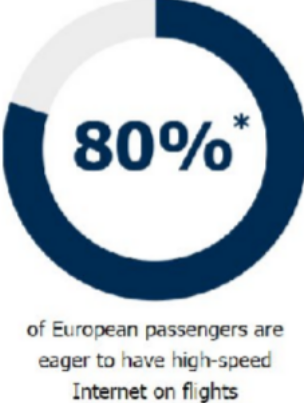 80%*
of European passengers are
eager to have high-speed
Internet on flights